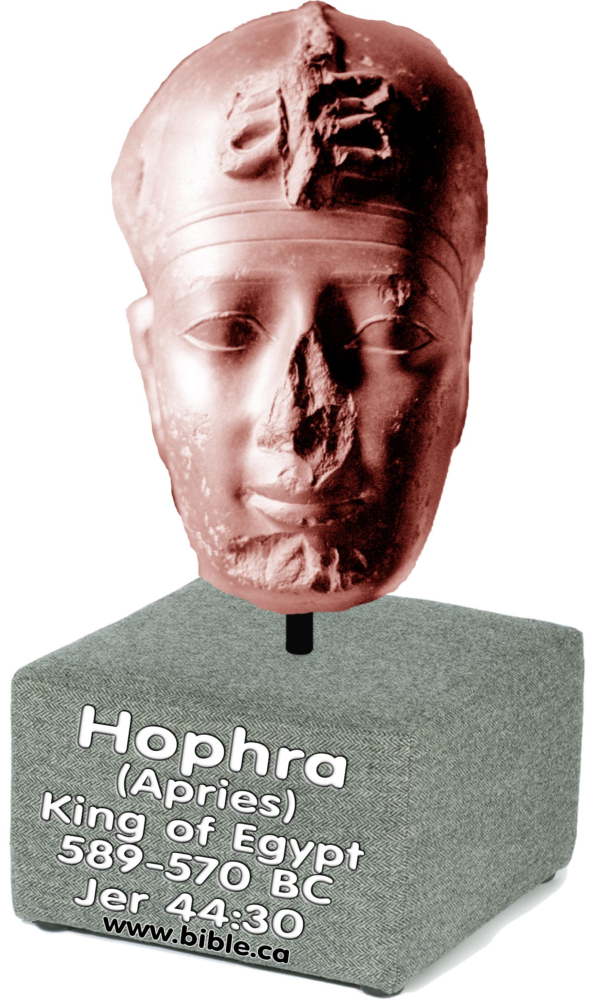 Hophra
(Apries)
King of Egypt
589-570 BC
Jer 44:30
www.bible.ca